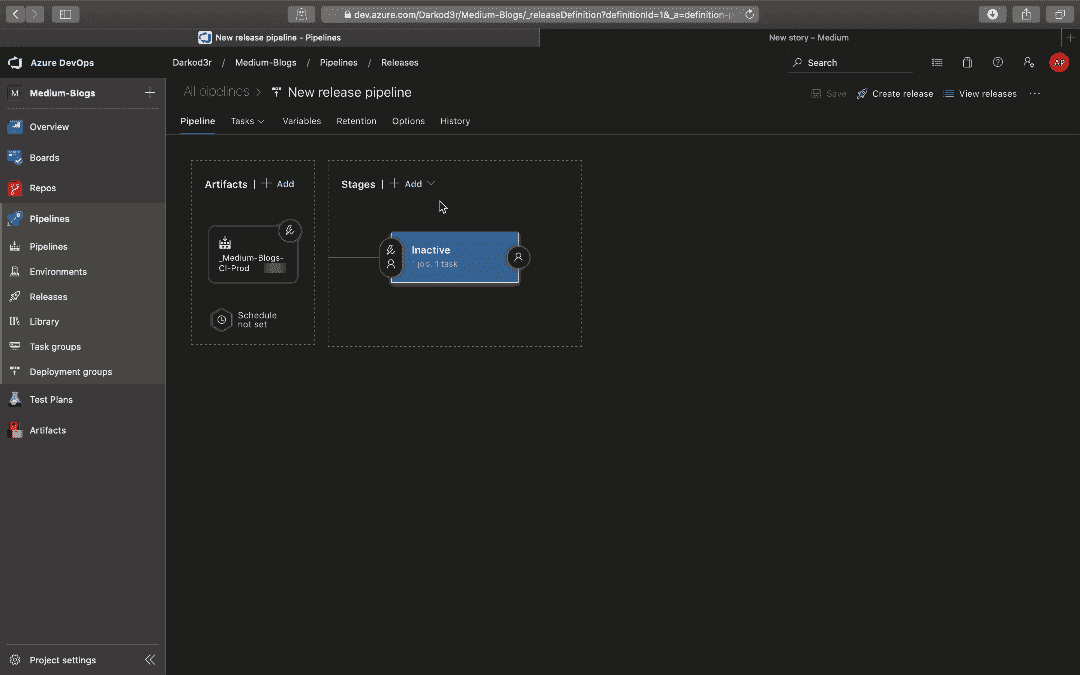 dev.azure.com/Darkod3r/Medium-Blogs/_releaseDefinition?definitionId=1&_a=definition-
New release pipeline - Pipelines
New story – Medium
Azure DevOps
Darkod3r / Medium-Blogs / Pipelines / Releases
Search
AP
M Medium-Blogs
All pipelines > New release pipeline
Save
Create release
View releases
Pipeline
Tasks
Variables
Retention
Options
History
Overview
Boards
Repos
Pipelines
Pipelines
Environments
Releases
Library
Task groups
Deployment groups
Test Plans
Artifacts
Artifacts | + Add
_Medium-Blogs-
CI-Prod
Schedule
not set
Stages | + Add
Inactive
1 job, 1 task
Project settings